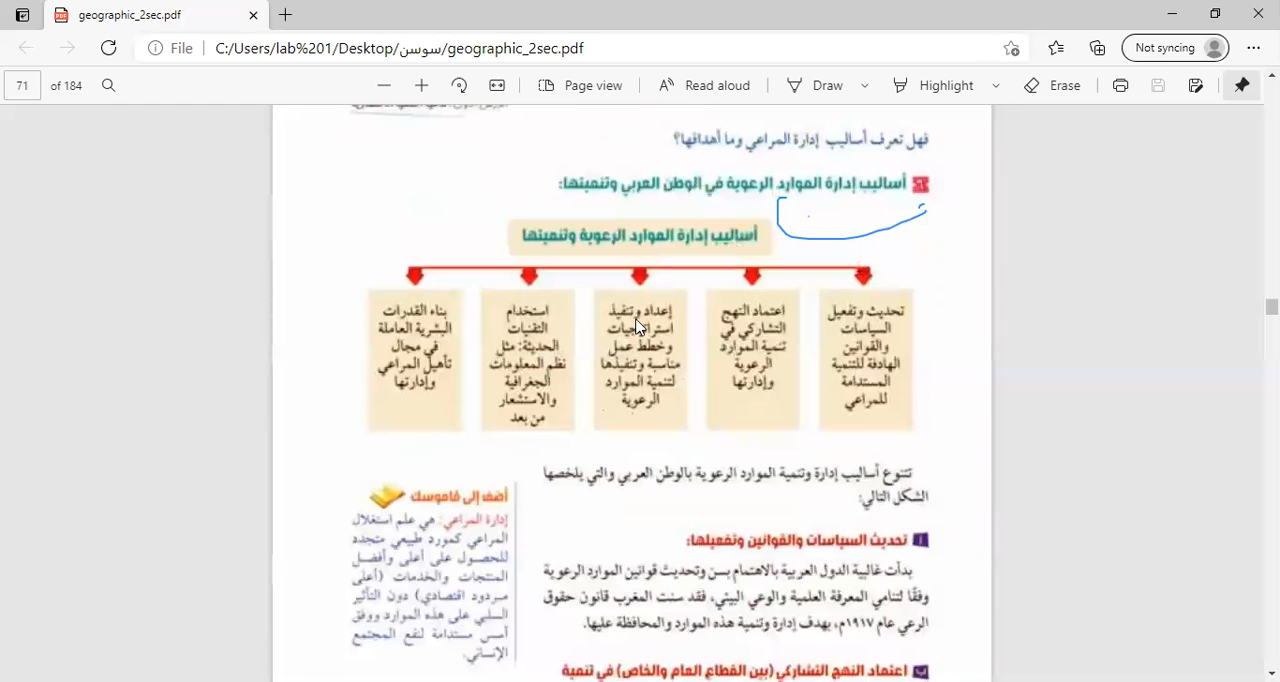 geographic_2sec.pdf
File
C:/Users/lab%201/Desktop/سوسن/geographic_2sec.pdf
Not syncing
71 of 184
Page view
Read aloud
Draw
Highlight
Erase
فهل تعرف أساليب إدارة المراعي وما أهدافها؟
أساليب إدارة الموارد الرعوية في الوطن العربي وتنميتها:
أساليب إدارة الموارد الرعوية وتنميتها
تحديث وتفعيل
السياسات
والقوانين
الهادفة للتنمية
المستدامة
للمراعي
اعتماد النهج
التشاركي في
تنمية الموارد
الرعوية
وإدارتها
إعداد وتنفيذ
استراتيجيات
وخطط عمل
مناسبة وتنفيذها
لتنمية الموارد
الرعوية
استخدام
التقنيات
الحديثة: مثل
نظم المعلومات
الجغرافية
والاستشعار
من بعد
بناء القدرات
البشرية العاملة
في مجال
تأهيل المراعي
وإدارتها
تتنوع أساليب إدارة وتنمية الموارد الرعوية بالوطن العربي والتي يلخصها
الشكل التالي:
تحديث السياسات والقوانين وتفعيلها:
بدأت غالبية الدول العربية بالاهتمام بسن وتحديث قوانين الموارد الرعوية
وفقًا لتنامي المعرفة العلمية والوعي البيئي، فقد سنت المغرب قانون حقوق
الرعي عام ١٩١٧م، بهدف إدارة وتنمية هذه الموارد والمحافظة عليها.
ب اعتماد النهج التشاركي (بين القطاع العام والخاص) في تنمية
أضف إلى قاموسك
إدارة المراعي: هي علم استغلال
المراعي كمورد طبيعي متجدد
للحصول على أعلى وأفضل
المنتجات والخدمات (أعلى
مردود اقتصادي) دون التأثير
السلبي على هذه الموارد ووفق
أسس مستدامة لنفع المجتمع
الإنساني.